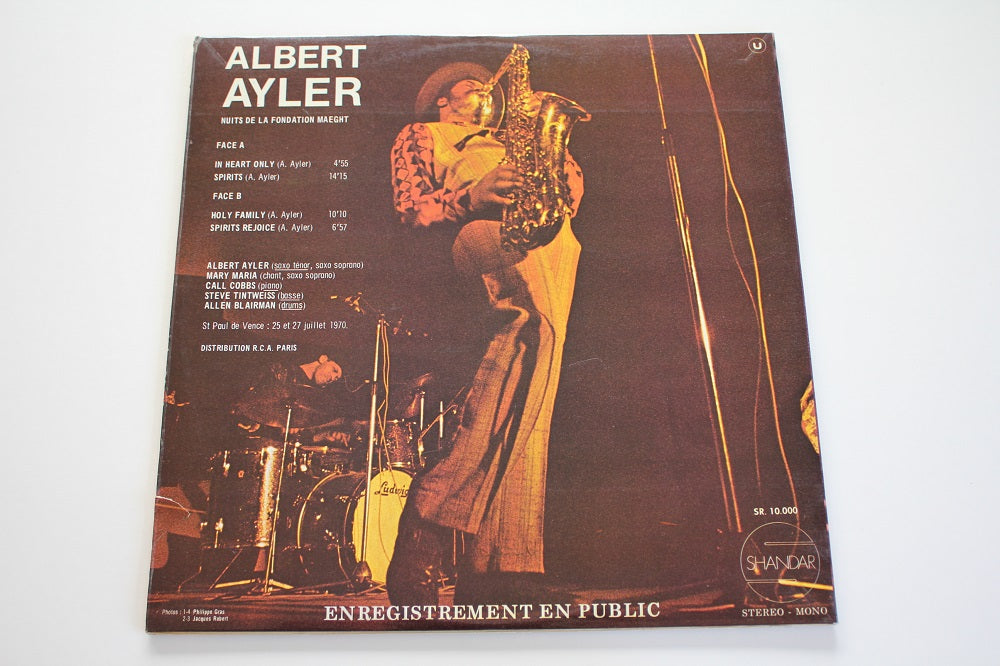 ALBERT
AYLER
NUITS DE LA FONDATION MAEGHT
FACE A
IN HEART ONLY (A. Ayler) 4'55
SPIRITS (A. Ayler) 14'15
FACE B
HOLY FAMILY (A. Ayler) 10'10
SPIRITS REJOICE (A. Ayler) 6'57
ALBERT AYLER (saxo ténor, saxo soprano)
MARY MARIA (chant, saxo soprano)
CALL COBBS (piano)
STEVE TINTWEISS (basse)
ALLEN BLAIRMAN (drums)
St Paul de Vence : 25 et 27 juillet 1970.
DISTRIBUTION R.C.A. PARIS
U
Ludwig
SR. 10.000
SHANDAR
STEREO - MONO
ENREGISTREMENT EN PUBLIC
Photos : 1-4 Philippe Gras
2-3 Jacques Robert